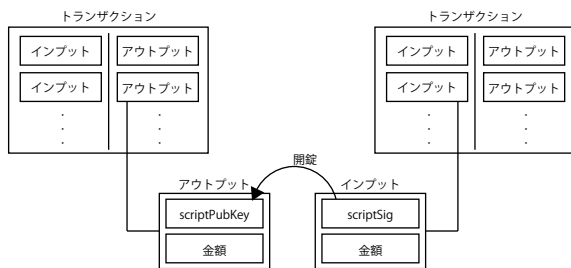 トランザクション
インプット
アウトプット
インプット
アウトプット
トランザクション
インプット
アウトプット
インプット
アウトプット
開錠
アウトプット
scriptPubKey
金額
インプット
scriptSig
金額